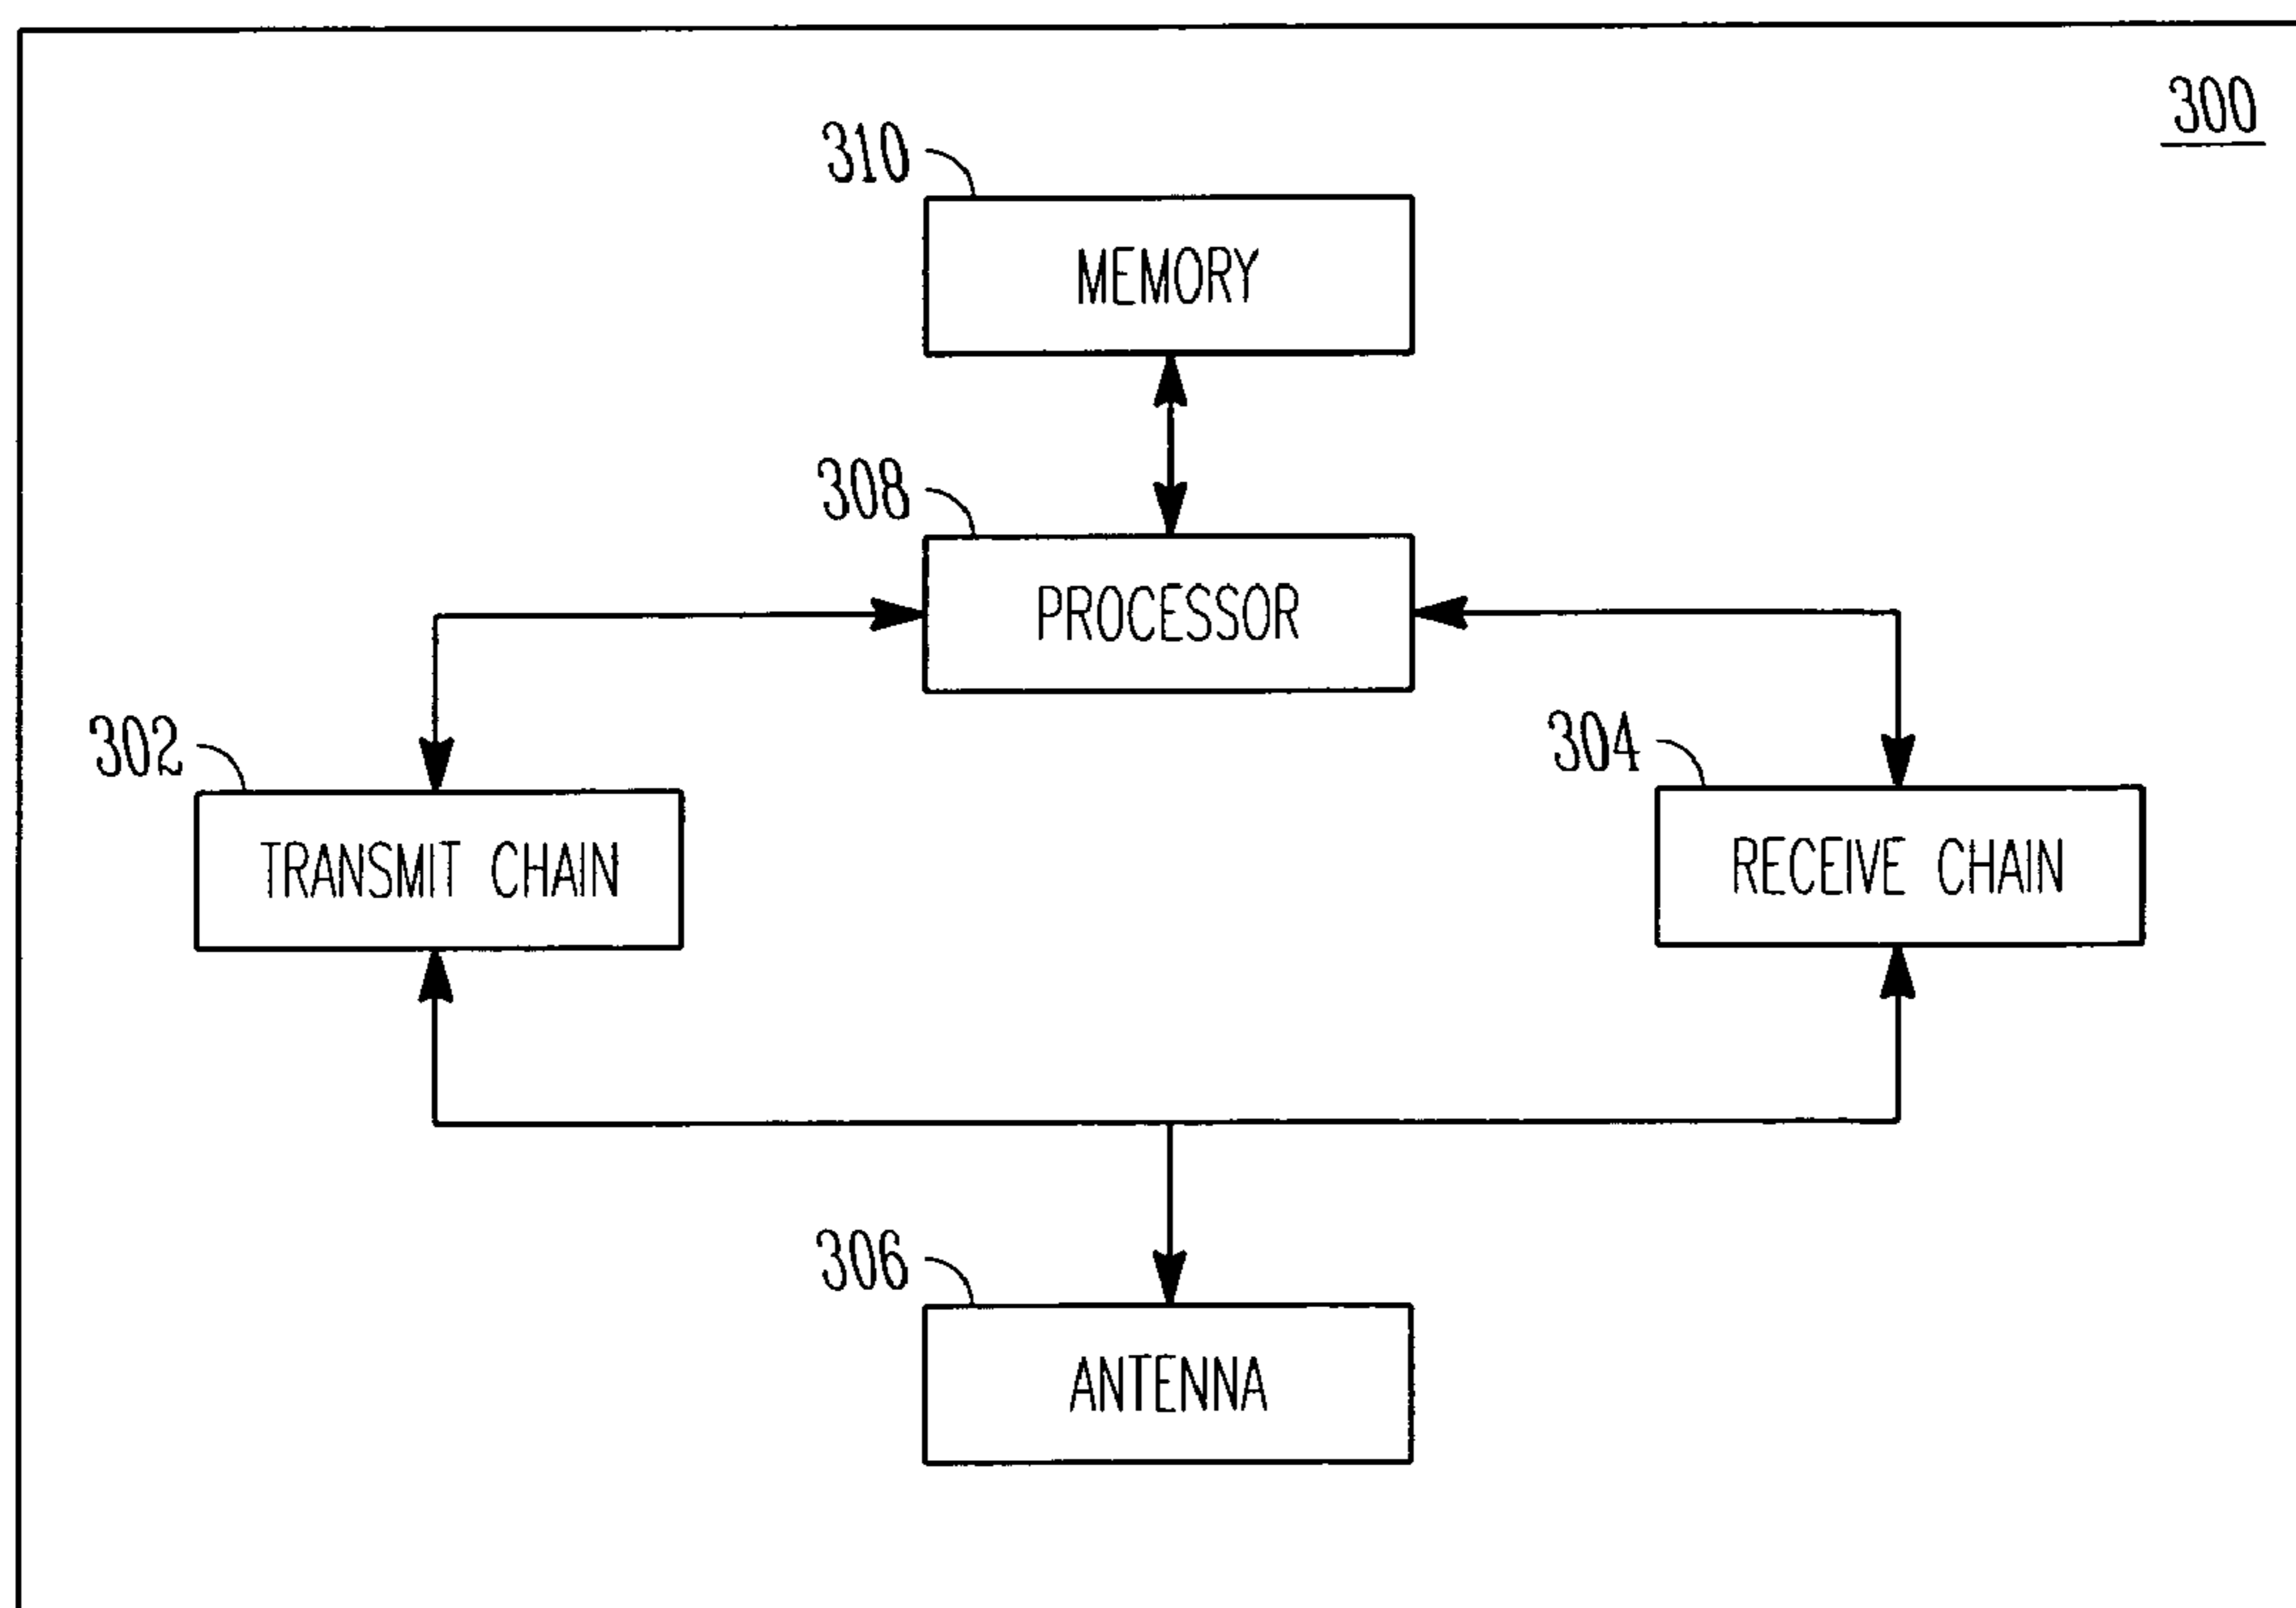 300
310
MEMORY
308
PROCESSOR
302
304
TRANSMIT CHAIN
RECEIVE CHAIN
306
ANTENNA